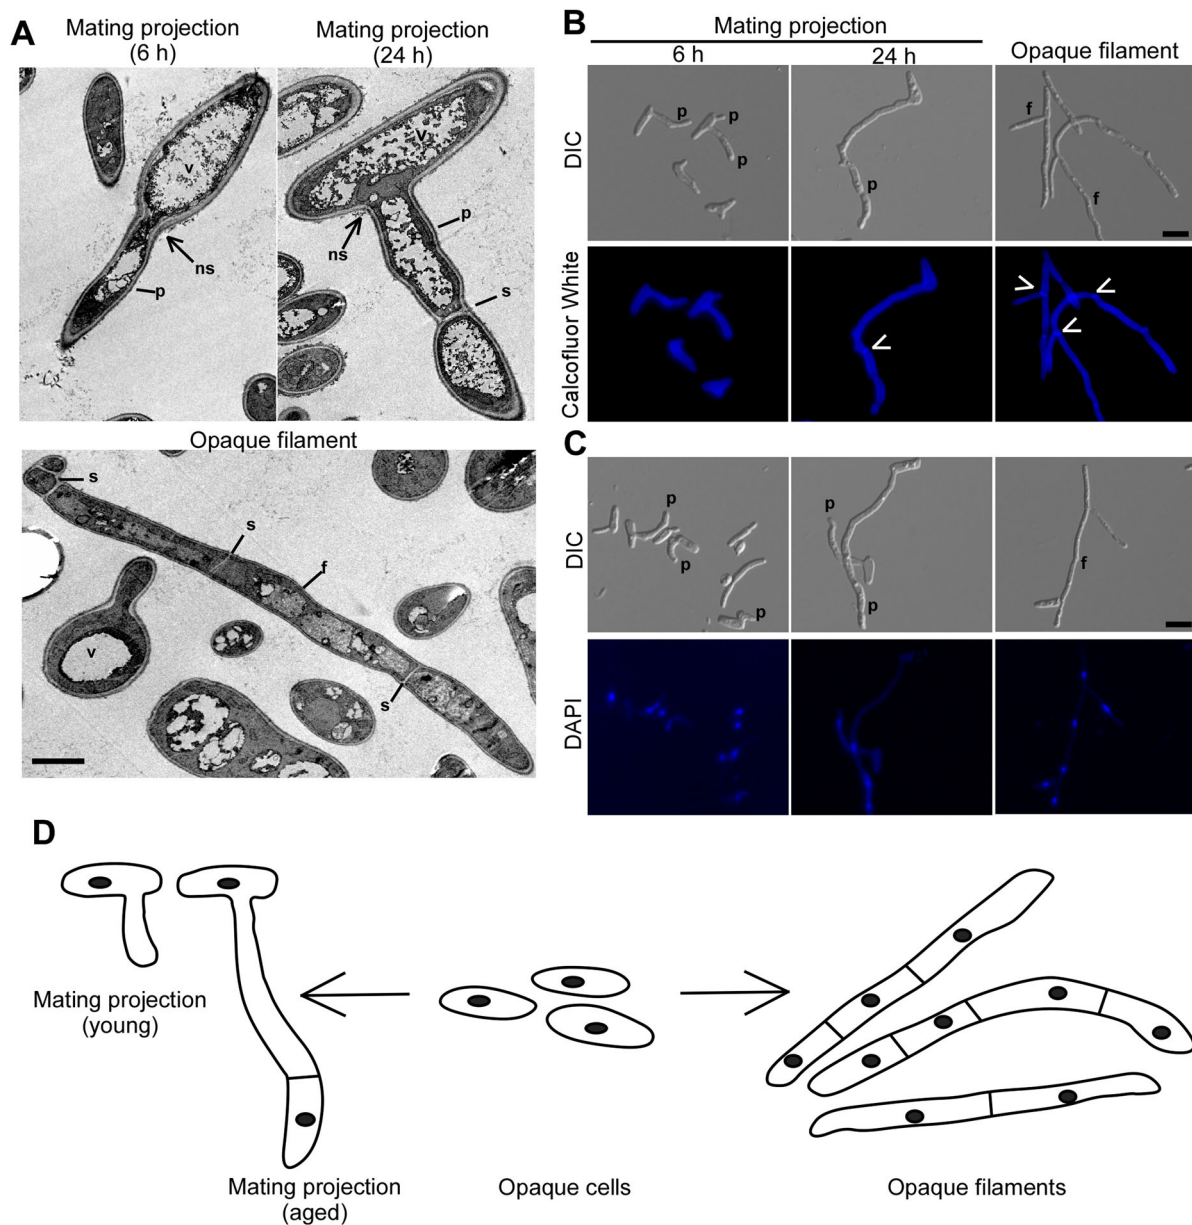 A
Mating projection
(6 h)
Mating projection
(24 h)
v
ns
p
v
p
ns
s
Opaque filament
s
s
f
v
s
B
Mating projection
6 h
24 h
Opaque filament
DIC
p
p
p
p
f
f
Calcofluor White
C
DIC
p
p
p
p
p
f
DAPI
D
Mating projection
(young)
Mating projection
(aged)
Opaque cells
Opaque filaments